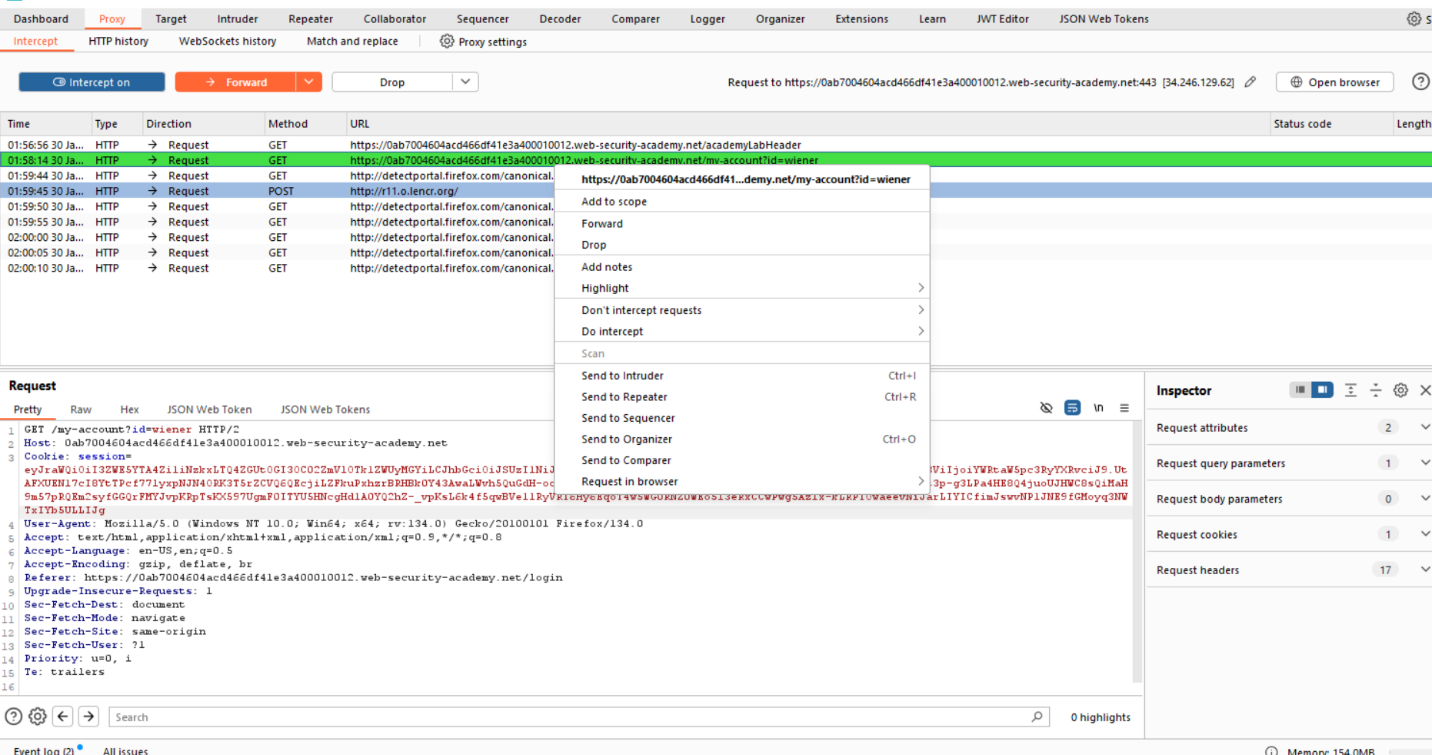 Dashboard Proxy Target Intruder Repeater Collaborator Sequencer Decoder Comparer Logger Organizer Extensions Learn JWT Editor JSON Web Tokens
Intercept HTTP history WebSockets history Match and replace Proxy settings
Intercept on Forward Drop Request to https://0ab7004604acd466df41e3a400010012.web-security-academy.net:443 [34.246.129.62] Open browser
Time Type Direction Method URL Status code Length
01:56:56 30 Ja... HTTP → Request GET https://0ab7004604acd466df41e3a400010012.web-security-academy.net/academyLabHeader
01:58:14 30 Ja... HTTP → Request GET https://0ab7004604acd466df41e3a400010012.web-security-academy.net/my-account?id=wiener
01:59:44 30 Ja... HTTP → Request GET http://detectportal.firefox.com/canonical.
01:59:45 30 Ja... HTTP → Request POST http://r11.o.lencr.org/
01:59:50 30 Ja... HTTP → Request GET http://detectportal.firefox.com/canonical.
01:59:55 30 Ja... HTTP → Request GET http://detectportal.firefox.com/canonical.
02:00:00 30 Ja... HTTP → Request GET http://detectportal.firefox.com/canonical.
02:00:05 30 Ja... HTTP → Request GET http://detectportal.firefox.com/canonical.
02:00:10 30 Ja... HTTP → Request GET http://detectportal.firefox.com/canonical.
https://0ab7004604acd466df41...demy.net/my-account?id=wiener
Add to scope
Forward
Drop
Add notes
Highlight
Don't intercept requests
Do intercept
Scan
Send to Intruder Ctrl+I
Send to Repeater Ctrl+R
Send to Sequencer
Send to Organizer Ctrl+O
Send to Comparer
Request in browser
Request
Pretty Raw Hex JSON Web Token JSON Web Tokens \n
1 GET /my-account?id=wiener HTTP/2
2 Host: 0ab7004604acd466df41e3a400010012.web-security-academy.net
3 Cookie: session=
TxIYb5ULLIJg
4 User-Agent: Mozilla/5.0 (Windows NT 10.0; Win64; x64; rv:134.0) Gecko/20100101 Firefox/134.0
5 Accept: text/html,application/xhtml+xml,application/xml;q=0.9,*/*;q=0.8
6 Accept-Language: en-US,en;q=0.5
7 Accept-Encoding: gzip, deflate, br
8 Referer: https://0ab7004604acd466df41e3a400010012.web-security-academy.net/login
9 Upgrade-Insecure-Requests: 1
10 Sec-Fetch-Dest: document
11 Sec-Fetch-Mode: navigate
12 Sec-Fetch-Site: same-origin
13 Sec-Fetch-User: ?1
14 Priority: u=0, i
15 Te: trailers
16
Inspector
Request attributes 2
Request query parameters 1
Request body parameters 0
Request cookies 1
Request headers 17
Search 0 highlights
Event log (2) All issues Memory: 154.0MB